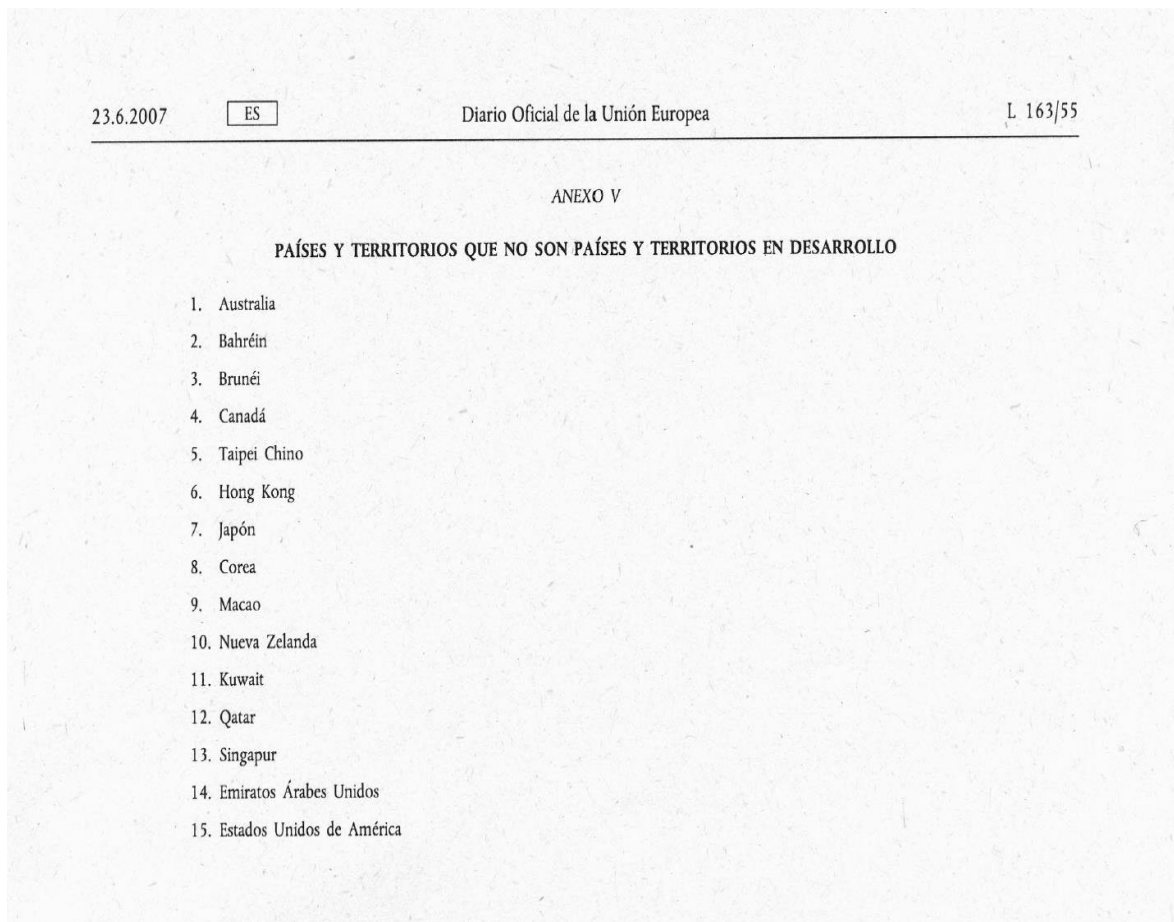 23.6.2007 ES Diario Oficial de la Unión Europea L 163/55
ANEXO V
PAÍSES Y TERRITORIOS QUE NO SON PAÍSES Y TERRITORIOS EN DESARROLLO
1. Australia
2. Bahréin
3. Brunéi
4. Canadá
5. Taipei Chino
6. Hong Kong
7. Japón
8. Corea
9. Macao
10. Nueva Zelanda
11. Kuwait
12. Qatar
13. Singapur
14. Emiratos Árabes Unidos
15. Estados Unidos de América